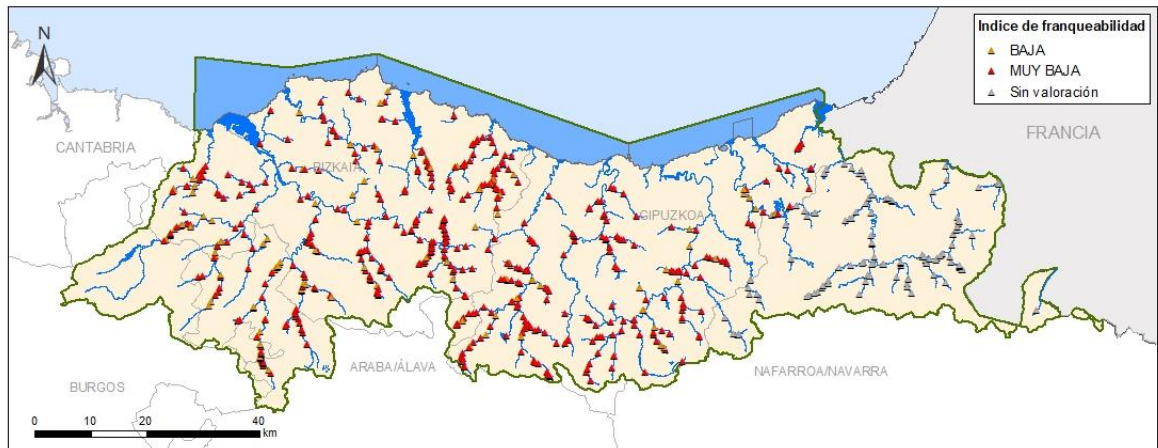 N
Indice de franqueabilidad
BAJA
MUY BAJA
Sin valoración
FRANCIA
CANTABRIA
BIZKAIA
GIPUZKOA
ARABA/ÁLAVA
NAFARROA/NAVARRA
BURGOS
0 10 20 40
km